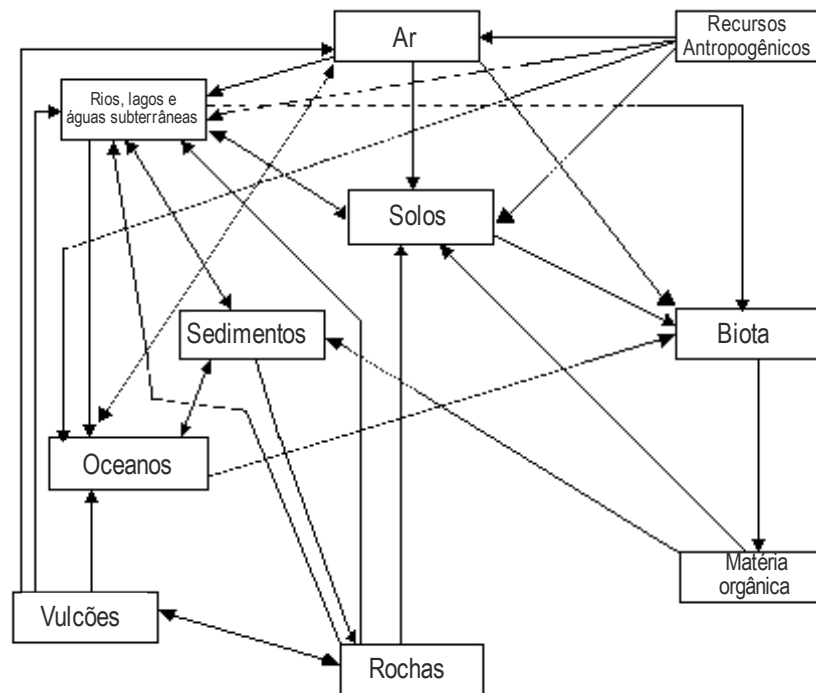 Ar
Recursos
Antropogênicos
Rios, lagos e
águas subterrâneas
Solos
Sedimentos
Biota
Oceanos
Matéria
orgânica
Vulcões
Rochas